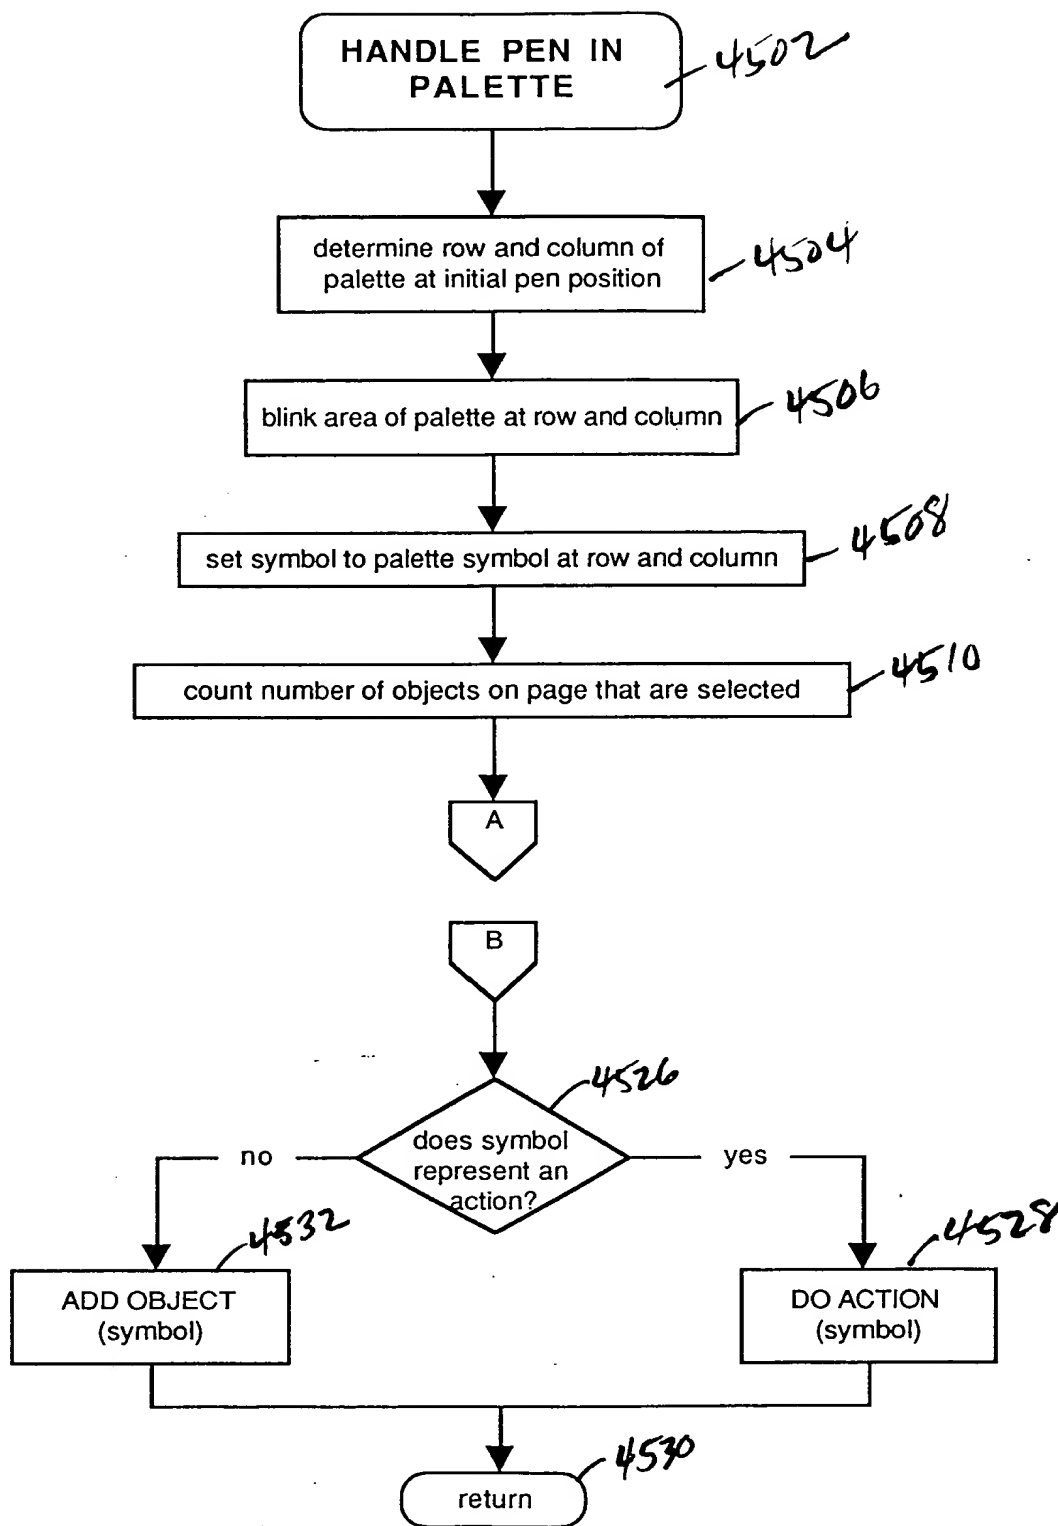 HANDLE PEN IN
PALETTE
4502
determine row and column of
palette at initial pen position
4504
blink area of palette at row and column
4506
set symbol to palette symbol at row and column
4508
count number of objects on page that are selected
4510
A
B
4526
does symbol
represent an
action?
no
yes
4532
4528
ADD OBJECT
(symbol)
DO ACTION
(symbol)
4530
return